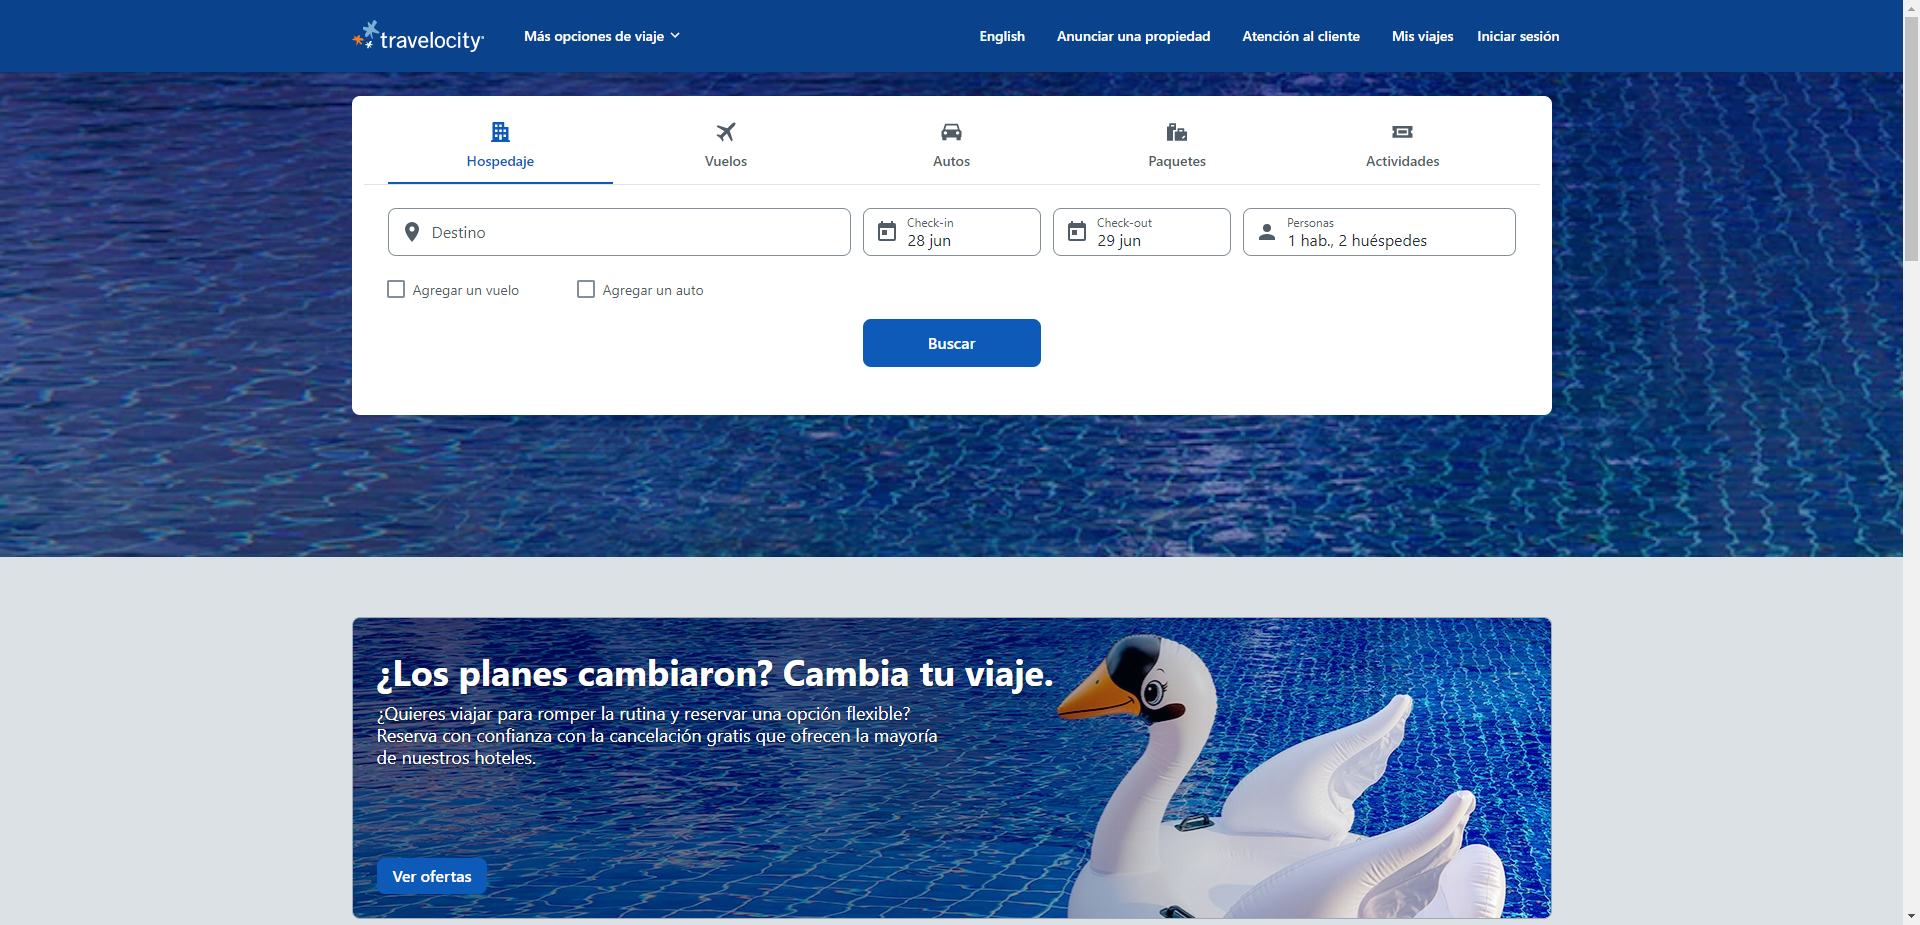 travelocity
Más opciones de viaje
English
Anunciar una propiedad
Atención al cliente
Mis viajes
Iniciar sesión
Hospedaje
Vuelos
Autos
Paquetes
Actividades
Destino
Check-in
28 jun
Check-out
29 jun
Personas
1 hab., 2 huéspedes
Agregar un vuelo
Agregar un auto
Buscar
¿Los planes cambiaron? Cambia tu viaje.
¿Quieres viajar para romper la rutina y reservar una opción flexible?
Reserva con confianza con la cancelación gratis que ofrecen la mayoría
de nuestros hoteles.
Ver ofertas